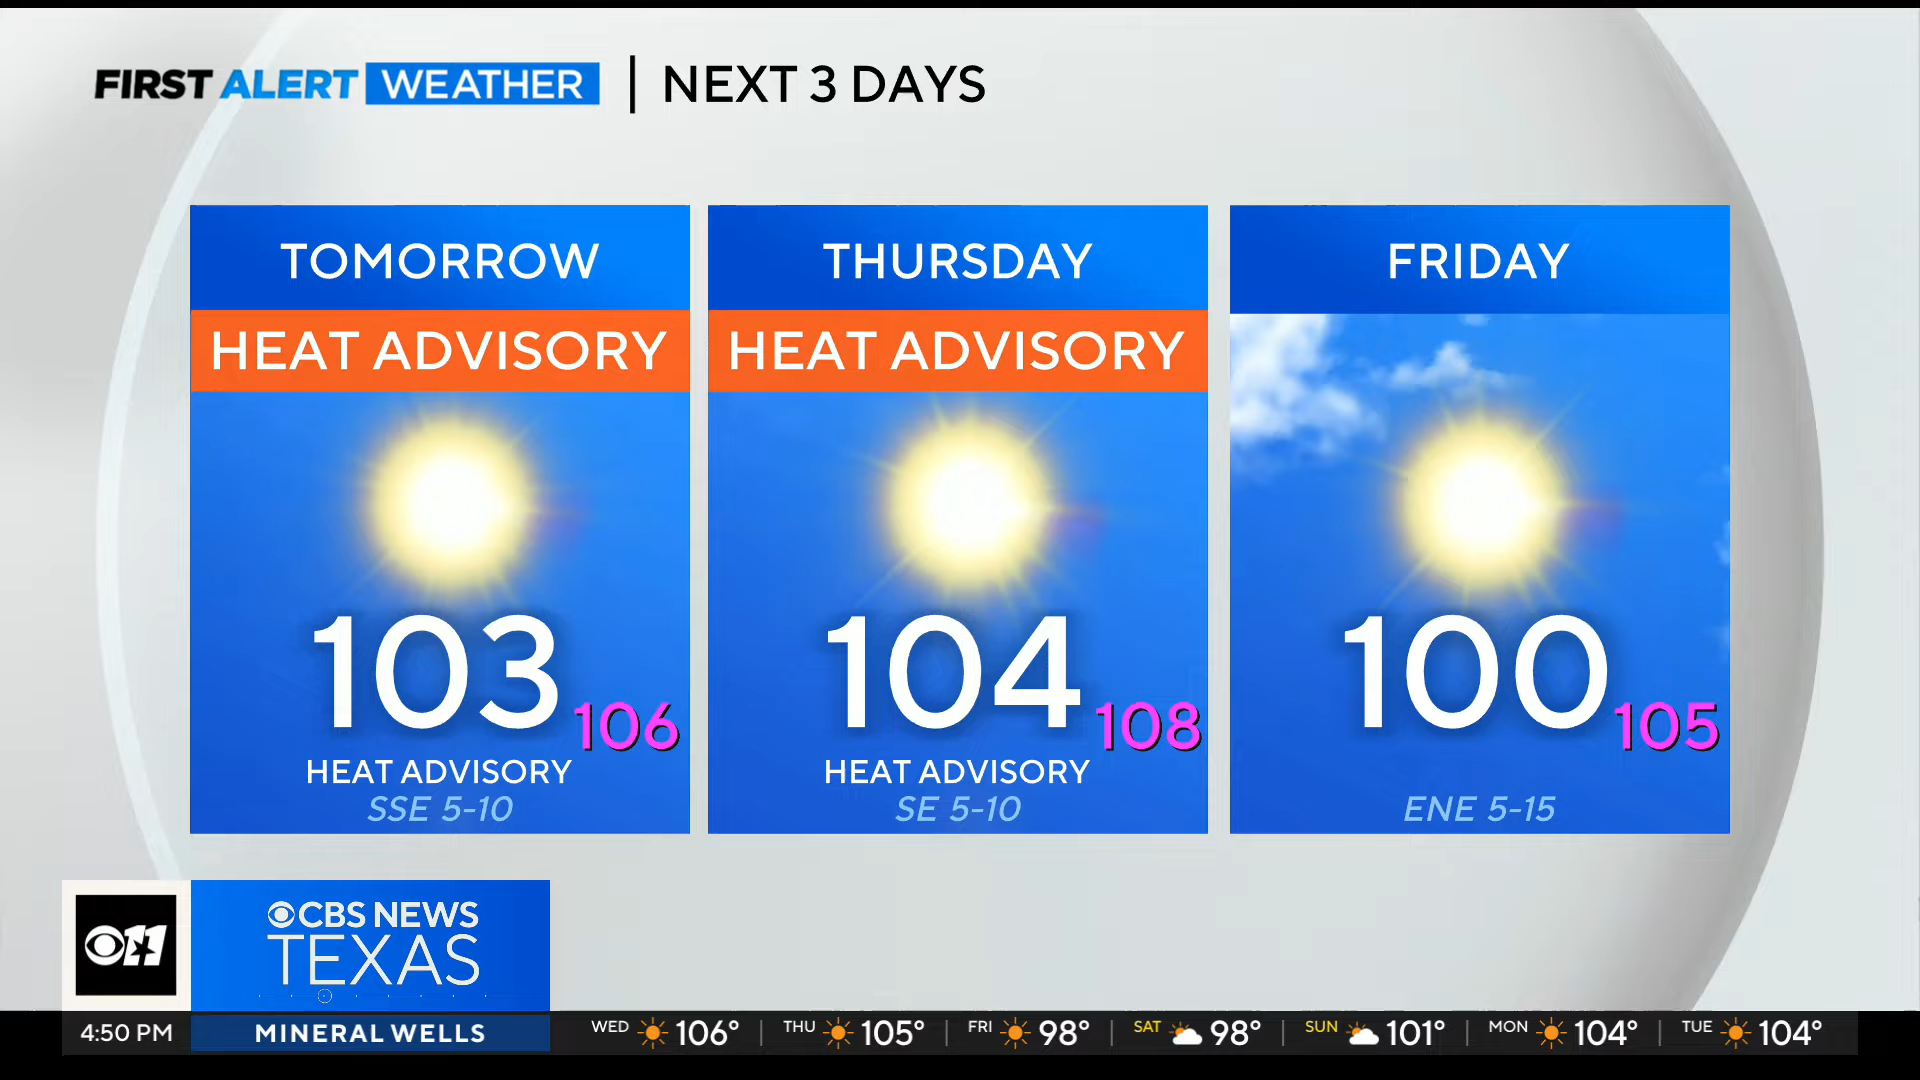 FIRST ALERT WEATHER | NEXT 3 DAYS
TOMORROW
HEAT ADVISORY
103
106
HEAT ADVISORY
SSE 5-10
THURSDAY
HEAT ADVISORY
104
108
HEAT ADVISORY
SE 5-10
FRIDAY
100
105
ENE 5-15
11
CBS NEWS
TEXAS
4:50 PM
MINERAL WELLS
WED 106° | THU 105° | FRI 98° | SAT 98° | SUN 101° | MON 104° | TUE 104°